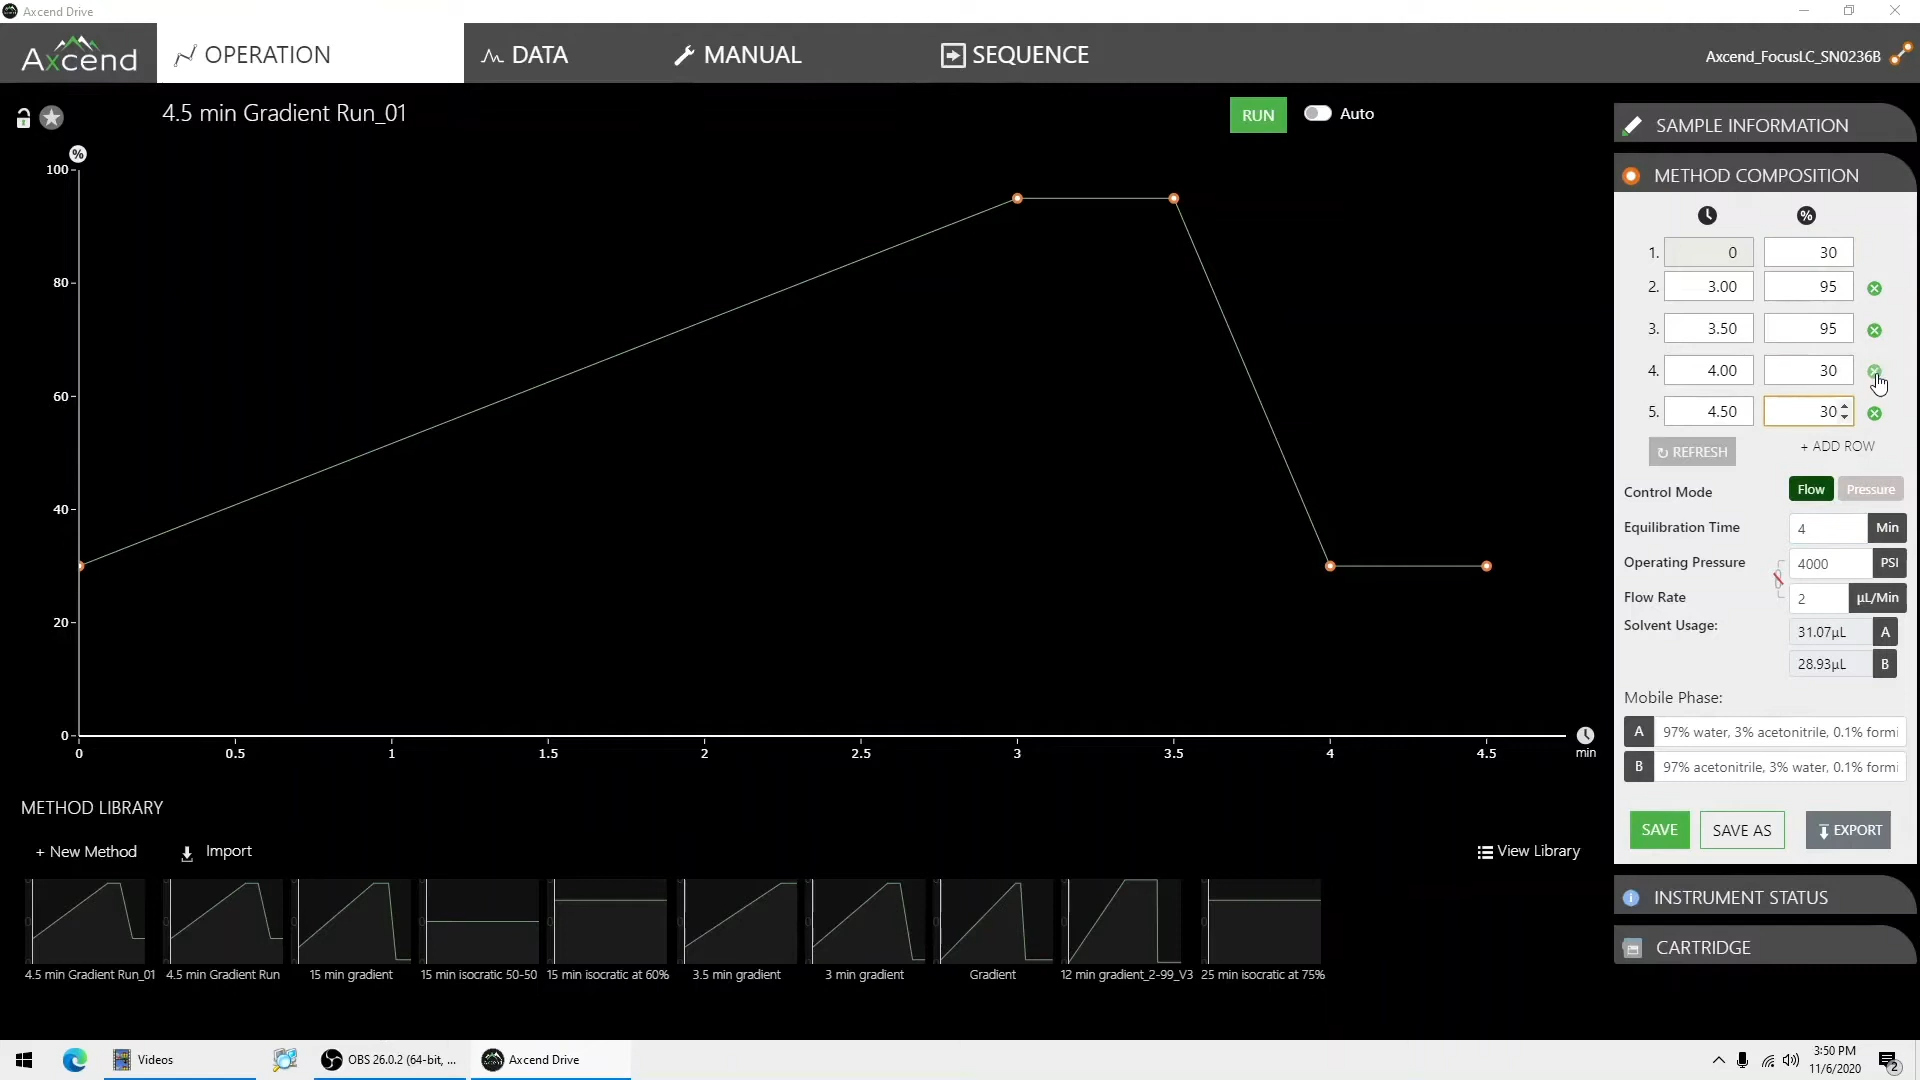 Axcend Drive
Axcend
OPERATION
DATA
MANUAL
SEQUENCE
Axcend_FocusLC_SN0236B
4.5 min Gradient Run_01
RUN
Auto
%
100
80
60
40
20
0
0 0.5 1 1.5 2 2.5 3 3.5 4 4.5
min
SAMPLE INFORMATION
METHOD COMPOSITION
%
1. 0 30
2. 3.00 95
3. 3.50 95
4. 4.00 30
5. 4.50 30
REFRESH
+ ADD ROW
Control Mode Flow Pressure
Equilibration Time 4 Min
Operating Pressure 4000 PSI
Flow Rate 2 µL/Min
Solvent Usage: 31.07µL A
28.93µL B
Mobile Phase:
A 97% water, 3% acetonitrile, 0.1% formi
B 97% acetonitrile, 3% water, 0.1% formi
SAVE
SAVE AS
EXPORT
INSTRUMENT STATUS
CARTRIDGE
METHOD LIBRARY
+ New Method
Import
View Library
4.5 min Gradient Run_01
4.5 min Gradient Run
15 min gradient
15 min isocratic 50-50
15 min isocratic at 60%
3.5 min gradient
3 min gradient
Gradient
12 min gradient_2-99_V3
25 min isocratic at 75%
Videos
OBS 26.0.2 (64-bit, ...
Axcend Drive
3:50 PM
11/6/2020
2